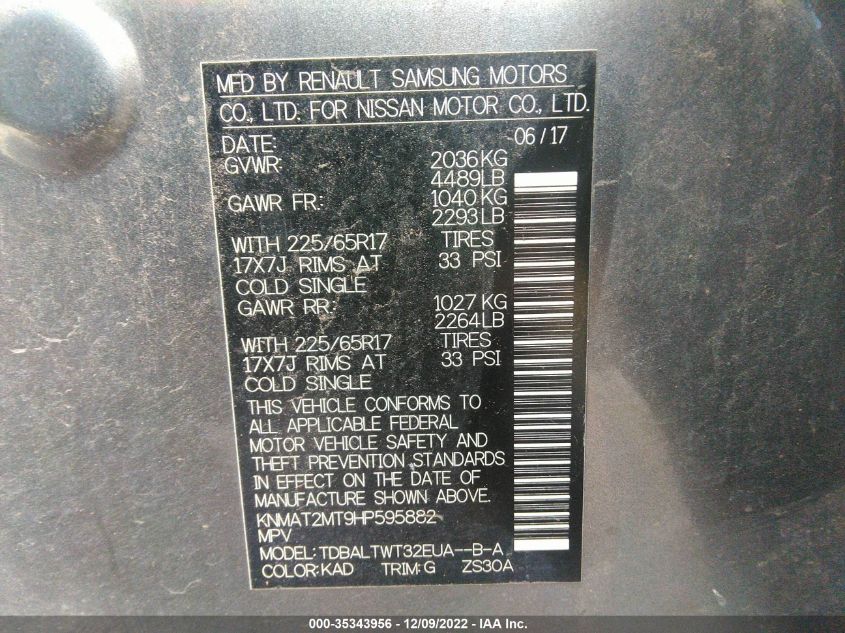 MFD BY RENAULT SAMSUNG MOTORS
CO., LTD. FOR NISSAN MOTOR CO., LTD.
DATE: 06/17
GVWR: 2036KG
4489LB
GAWR FR: 1040KG
2293LB
WITH 225/65R17 TIRES
17X7J RIMS AT 33 PSI
COLD SINGLE
GAWR RR: 1027KG
2264LB
WITH 225/65R17 TIRES
17X7J RIMS AT 33 PSI
COLD SINGLE
THIS VEHICLE CONFORMS TO
ALL APPLICABLE FEDERAL
MOTOR VEHICLE SAFETY AND
THEFT PREVENTION STANDARDS
IN EFFECT ON THE DATE OF
MANUFACTURE SHOWN ABOVE.
KNMAT2MT9HP595882
MPV
MODEL: TDBALTWT32EUA--B-A
COLOR: KAD TRIM: G ZS30A
000-35343956 - 12/09/2022 - IAA Inc.